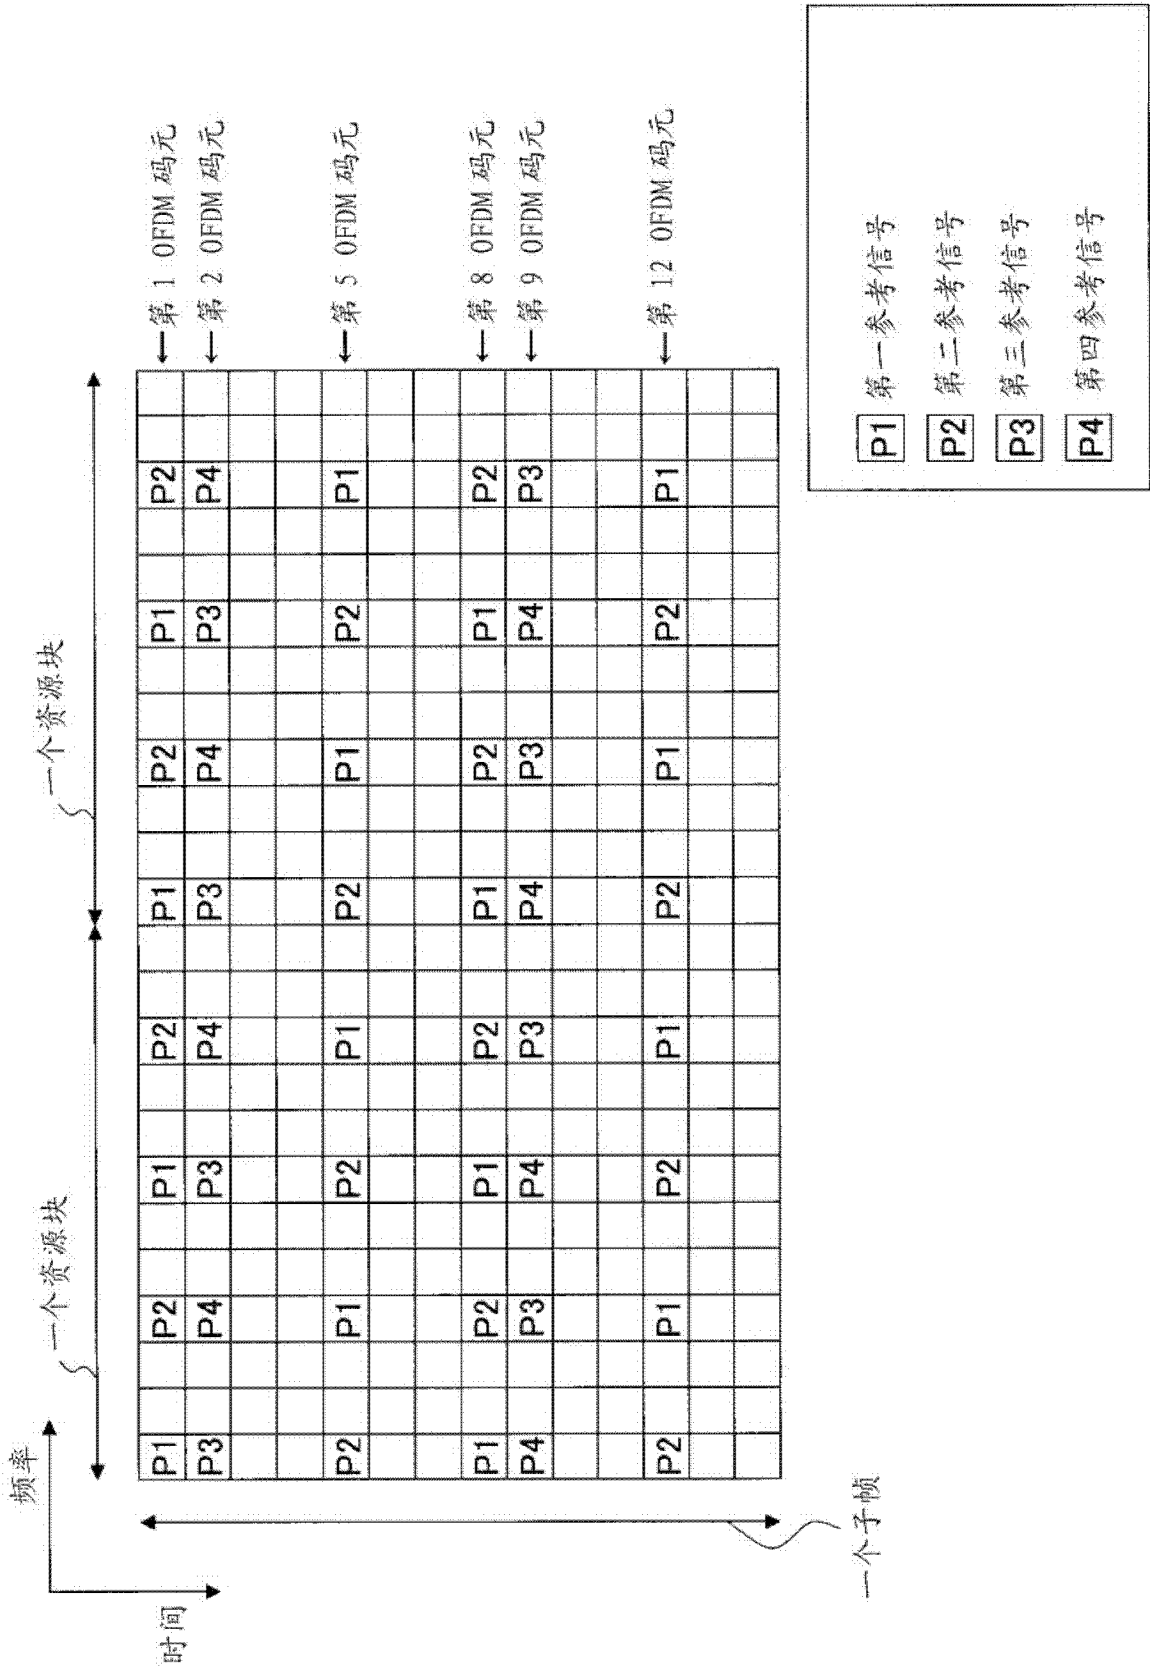 频率
一个资源块 一个资源块
时间
P1 P2 P1 P2 P1 P2 P1 P2 ←第 1 OFDM 码元
P3 P4 P3 P4 P3 P4 P3 P4 ←第 2 OFDM 码元
P2 P1 P2 P1 P2 P1 P2 P1 ←第 5 OFDM 码元
P1 P2 P1 P2 P1 P2 P1 P2 ←第 8 OFDM 码元
P4 P3 P4 P3 P4 P3 P4 P3 ←第 9 OFDM 码元
P2 P1 P2 P1 P2 P1 P2 P1 ←第 12 OFDM 码元
一个子帧
P1 第一参考信号
P2 第二参考信号
P3 第三参考信号
P4 第四参考信号